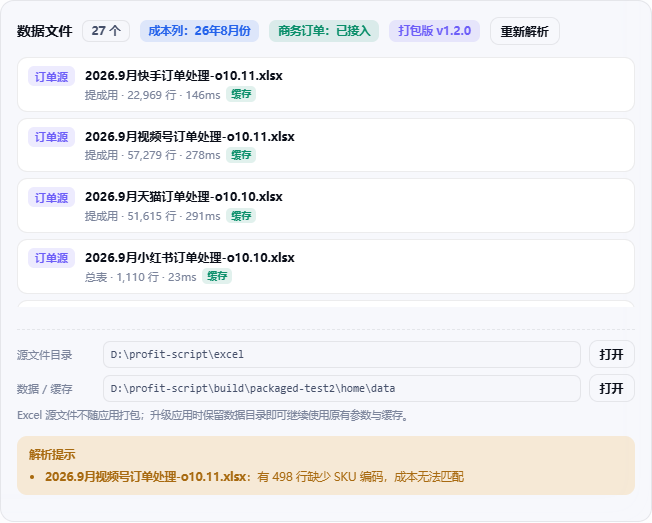 数据文件 27 个 成本列：26年8月份 商务订单：已接入 打包版 v1.2.0 重新解析
订单源 2026.9月快手订单处理-o10.11.xlsx
提成用 · 22,969 行 · 146ms 缓存
订单源 2026.9月视频号订单处理-o10.11.xlsx
提成用 · 57,279 行 · 278ms 缓存
订单源 2026.9月天猫订单处理-o10.10.xlsx
提成用 · 51,615 行 · 291ms 缓存
订单源 2026.9月小红书订单处理-o10.10.xlsx
总表 · 1,110 行 · 23ms 缓存
源文件目录 D:\profit-script\excel 打开
数据 / 缓存 D:\profit-script\build\packaged-test2\home\data 打开
Excel 源文件不随应用打包；升级应用时保留数据目录即可继续使用原有参数与缓存。
解析提示
• 2026.9月视频号订单处理-o10.11.xlsx：有 498 行缺少 SKU 编码，成本无法匹配